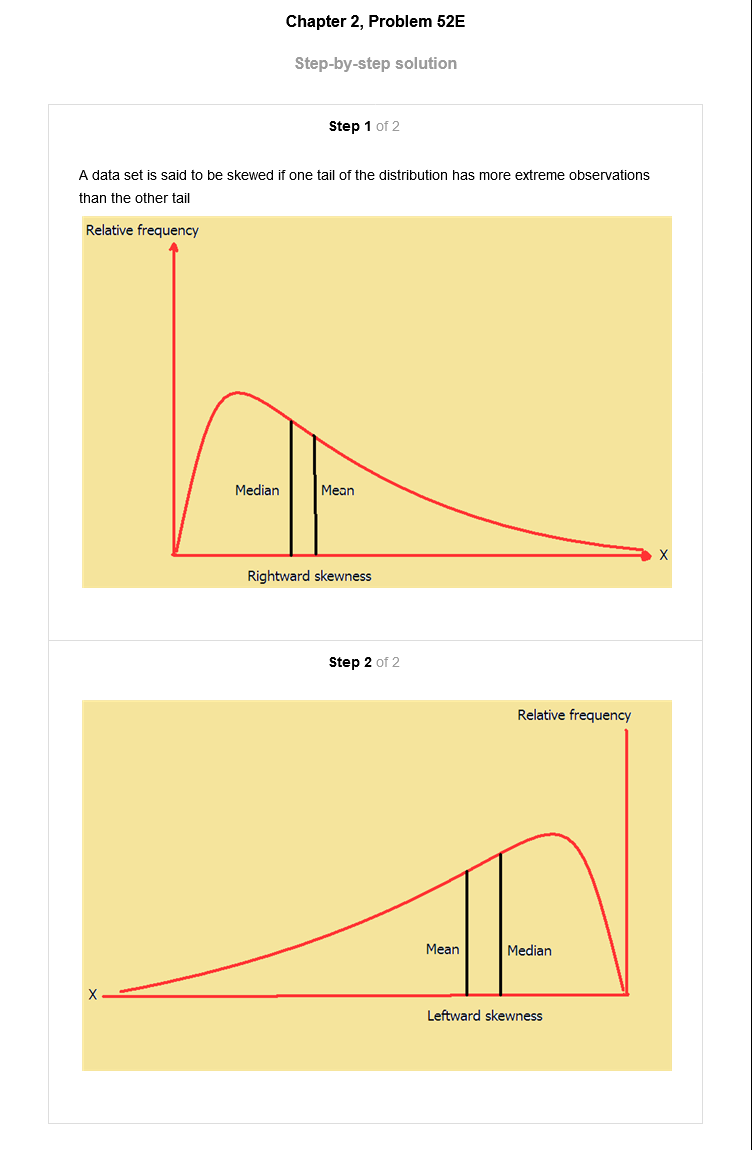 Chapter 2, Problem 52E
Step-by-step solution
Step 1 of 2
A data set is said to be skewed if one tail of the distribution has more extreme observations
than the other tail
Relative frequency
Median
Mean
X
Rightward skewness
Step 2 of 2
Relative frequency
Mean
Median
X
Leftward skewness